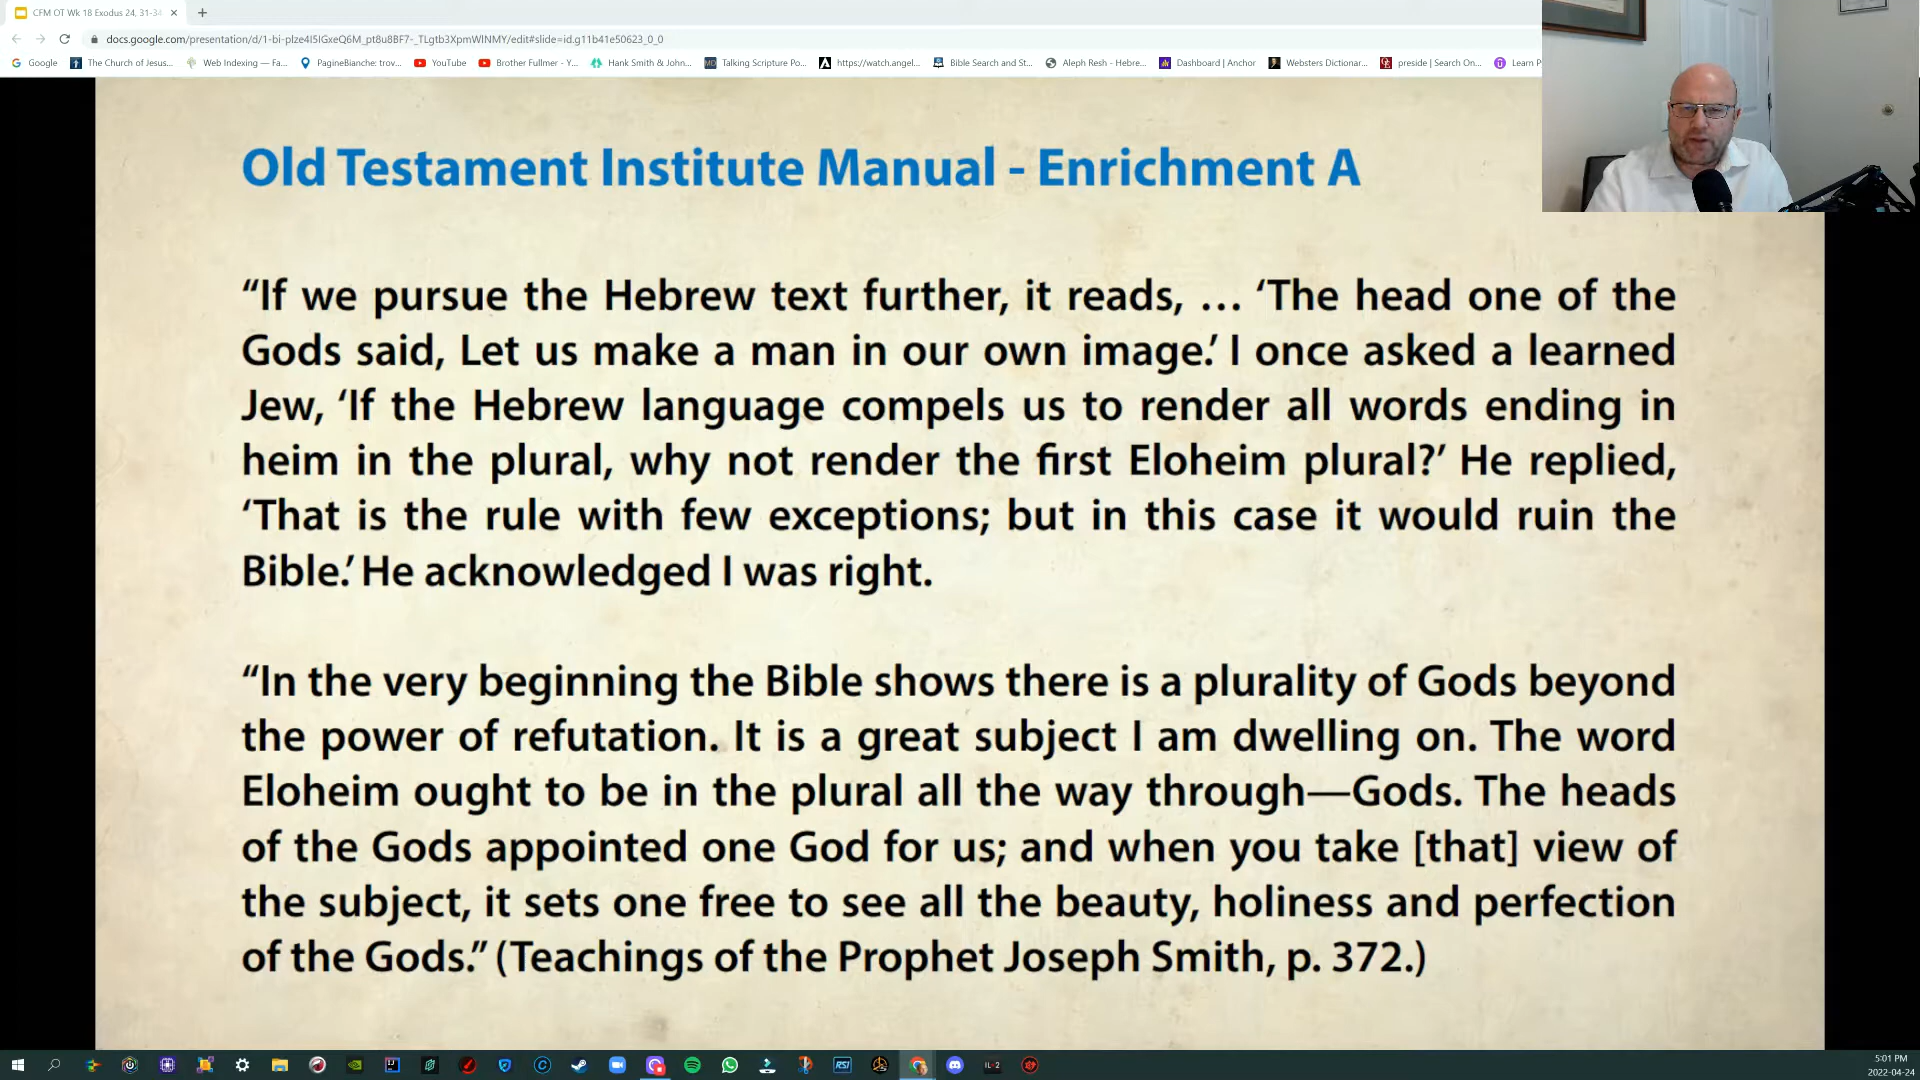 CFM OT Wk 18 Exodus 24, 31-34
docs.google.com/presentation/d/1-bi-plze4I5lGxeQ6M_pt8u8BF7-_TLgtb3XpmWlNMY/edit#slide=id.g11b41e50623_0_0
Google The Church of Jesus... Web Indexing — Fa... PagineBianche: trov... YouTube Brother Fullmer - Y... Hank Smith & John... Talking Scripture Po... https://watch.angel... Bible Search and St... Aleph Resh - Hebre... Dashboard | Anchor Websters Dictionar... preside | Search On... Learn P
Old Testament Institute Manual - Enrichment A
“If we pursue the Hebrew text further, it reads, … ‘The head one of the
Gods said, Let us make a man in our own image.’ I once asked a learned
Jew, ‘If the Hebrew language compels us to render all words ending in
heim in the plural, why not render the first Eloheim plural?’ He replied,
‘That is the rule with few exceptions; but in this case it would ruin the
Bible.’ He acknowledged I was right.
“In the very beginning the Bible shows there is a plurality of Gods beyond
the power of refutation. It is a great subject I am dwelling on. The word
Eloheim ought to be in the plural all the way through—Gods. The heads
of the Gods appointed one God for us; and when you take [that] view of
the subject, it sets one free to see all the beauty, holiness and perfection
of the Gods.” (Teachings of the Prophet Joseph Smith, p. 372.)
RSI
IL-2
5:01 PM
2022-04-24